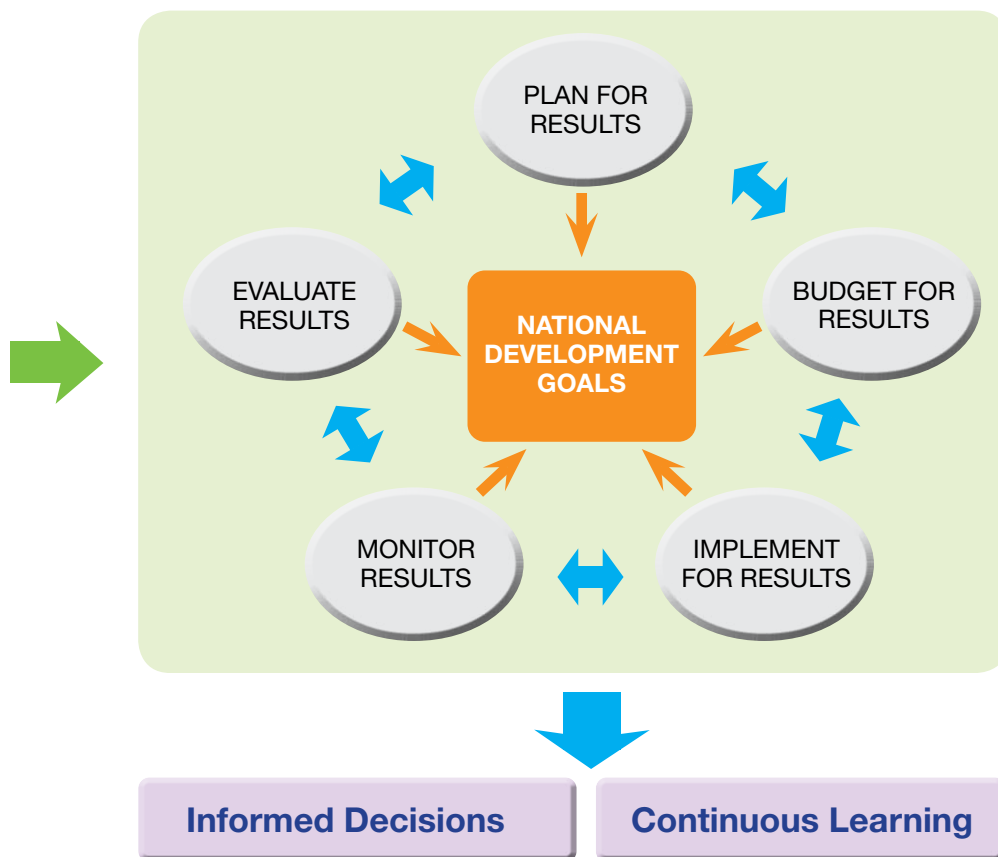 PLAN FOR
RESULTS
EVALUATE
RESULTS
BUDGET FOR
RESULTS
NATIONAL
DEVELOPMENT
GOALS
MONITOR
RESULTS
IMPLEMENT
FOR RESULTS
Informed Decisions
Continuous Learning